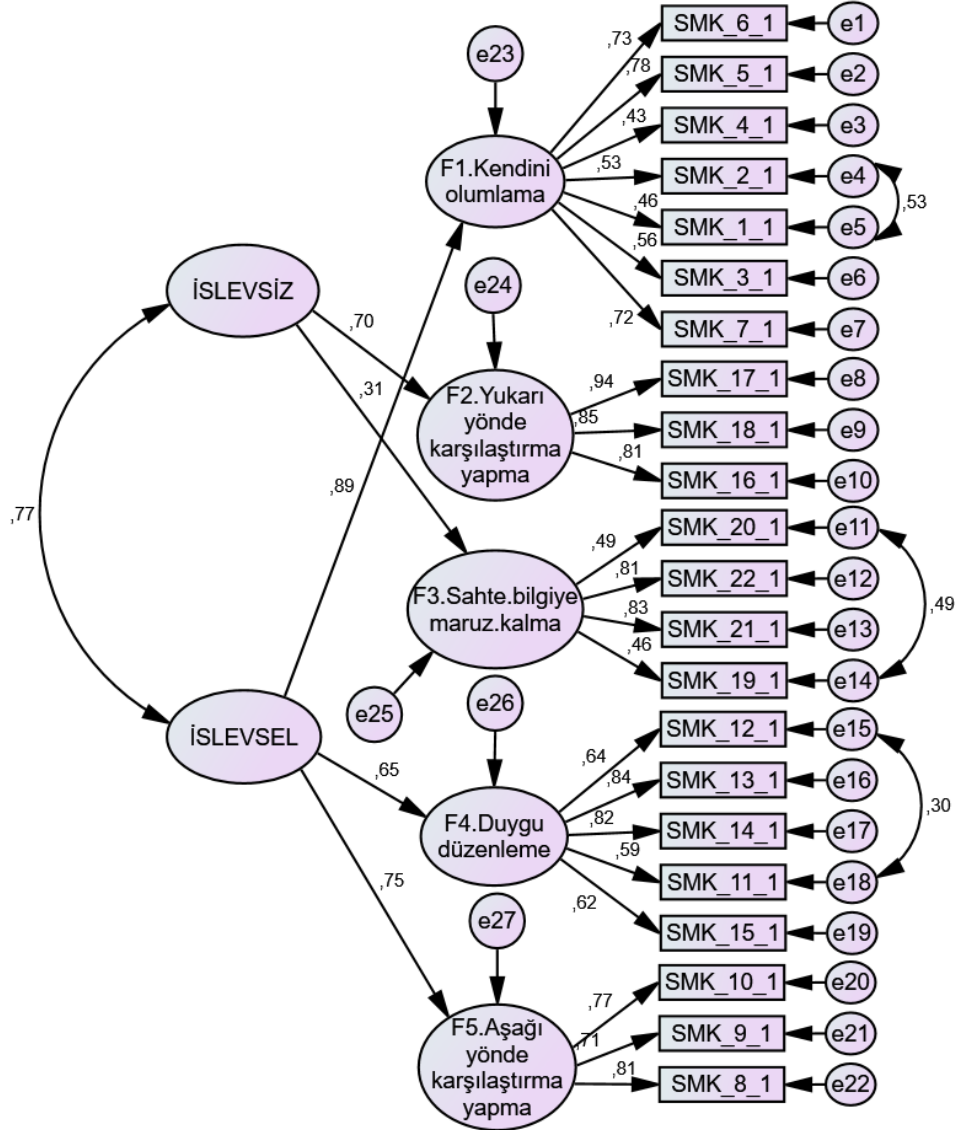 SMK_6_1
e1
e23
,73
,78
SMK_5_1
e2
,43
SMK_4_1
e3
F1.Kendini
olumlama
,53
SMK_2_1
e4
,53
,46
SMK_1_1
e5
,56
SMK_3_1
e6
,72
SMK_7_1
e7
İSLEVSİZ
e24
,70
,31
F2.Yukarı
yönde
karşılaştırma
yapma
,94
SMK_17_1
e8
,85
SMK_18_1
e9
,81
SMK_16_1
e10
,77
,89
F3.Sahte.bilgiye
maruz.kalma
,49
SMK_20_1
e11
,81
SMK_22_1
e12
,49
,83
SMK_21_1
e13
,46
SMK_19_1
e14
e25
e26
İSLEVSEL
,65
F4.Duygu
düzenleme
,64
SMK_12_1
e15
,84
SMK_13_1
e16
,30
,82
SMK_14_1
e17
,59
SMK_11_1
e18
,62
SMK_15_1
e19
,75
e27
F5.Aşağı
yönde
karşılaştırma
yapma
,77
SMK_10_1
e20
,71
SMK_9_1
e21
,81
SMK_8_1
e22